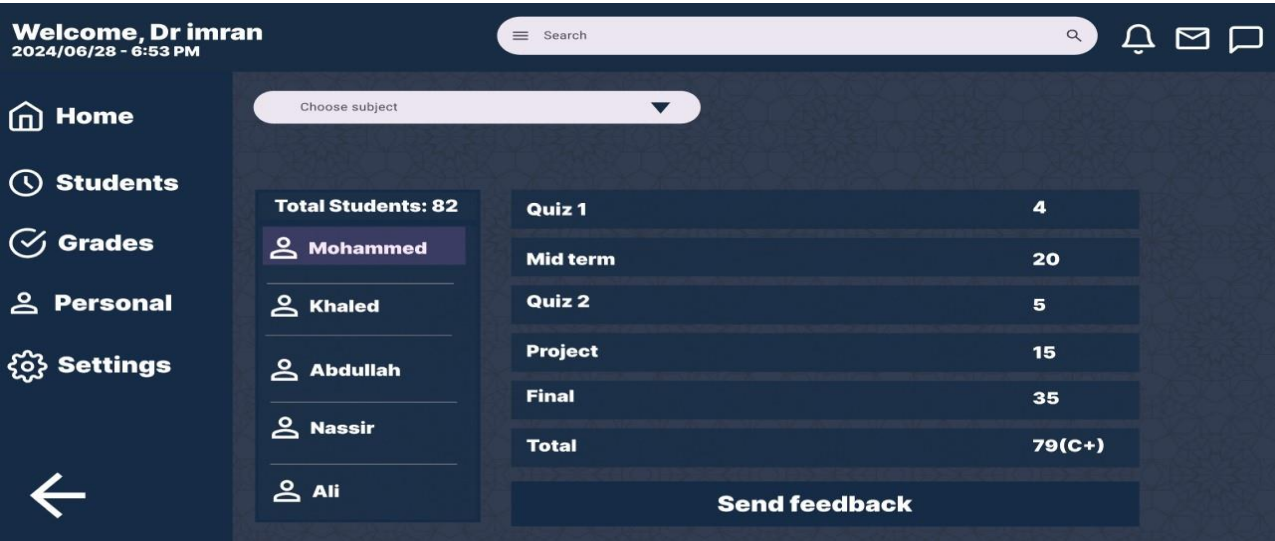 Welcome, Dr imran
2024/06/28 - 6:53 PM
Search
Home
Students
Grades
Personal
Settings
Choose subject
Total Students: 82
Mohammed
Khaled
Abdullah
Nassir
Ali
Quiz 1 4
Mid term 20
Quiz 2 5
Project 15
Final 35
Total 79(C+)
Send feedback